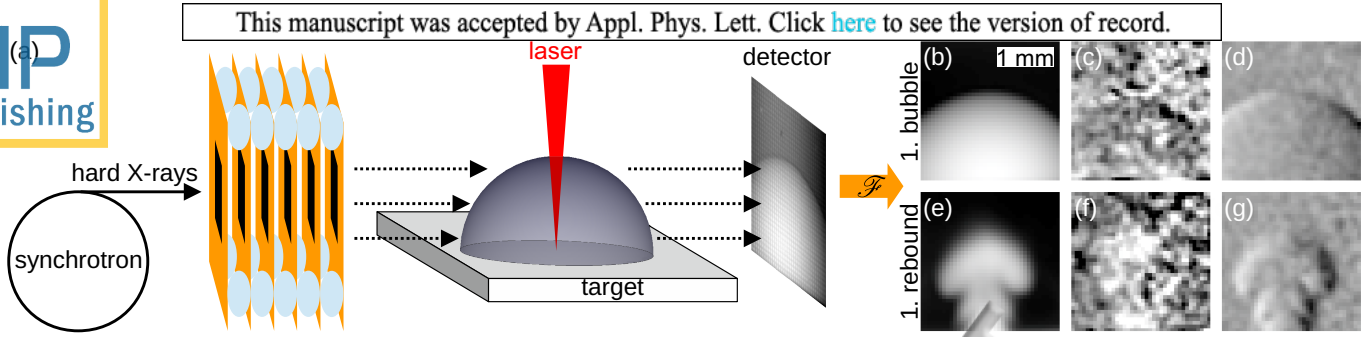 This manuscript was accepted by Appl. Phys. Lett. Click here to see the version of record.
(a)
IP
ishing
laser
detector
hard X-rays
synchrotron
target
ℱ
1. bubble
(b)
1 mm
(c)
(d)
1. rebound
(e)
(f)
(g)